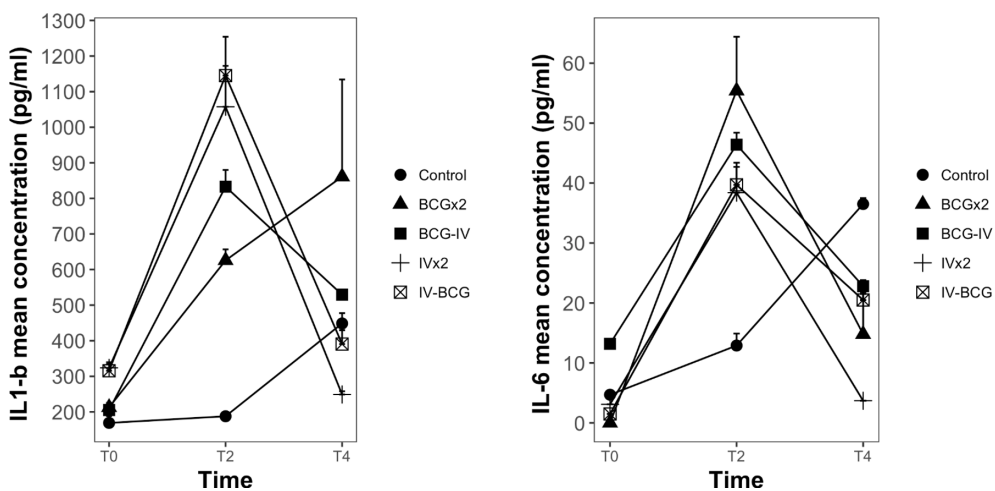 IL1-b mean concentration (pg/ml)
1300
1200
1100
1000
900
800
700
600
500
400
300
200
T0
T2
T4
Time
Control
BCGx2
BCG-IV
IVx2
IV-BCG
IL-6 mean concentration (pg/ml)
60
50
40
30
20
10
0
T0
T2
T4
Time
Control
BCGx2
BCG-IV
IVx2
IV-BCG